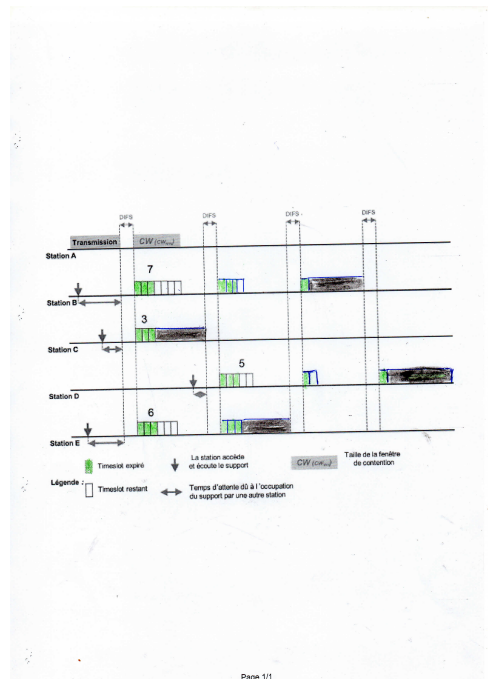 DIFS DIFS DIFS DIFS
Transmission CW (CWmin)
Station A
7
Station B
3
Station C
5
Station D
6
Station E
Timeslot expiré
La station accède
et écoute le support
CW (CWmin)
Taille de la fenêtre
de contention
Légende :
Timeslot restant
Temps d'attente dû à l'occupation
du support par une autre station
Page 1/1